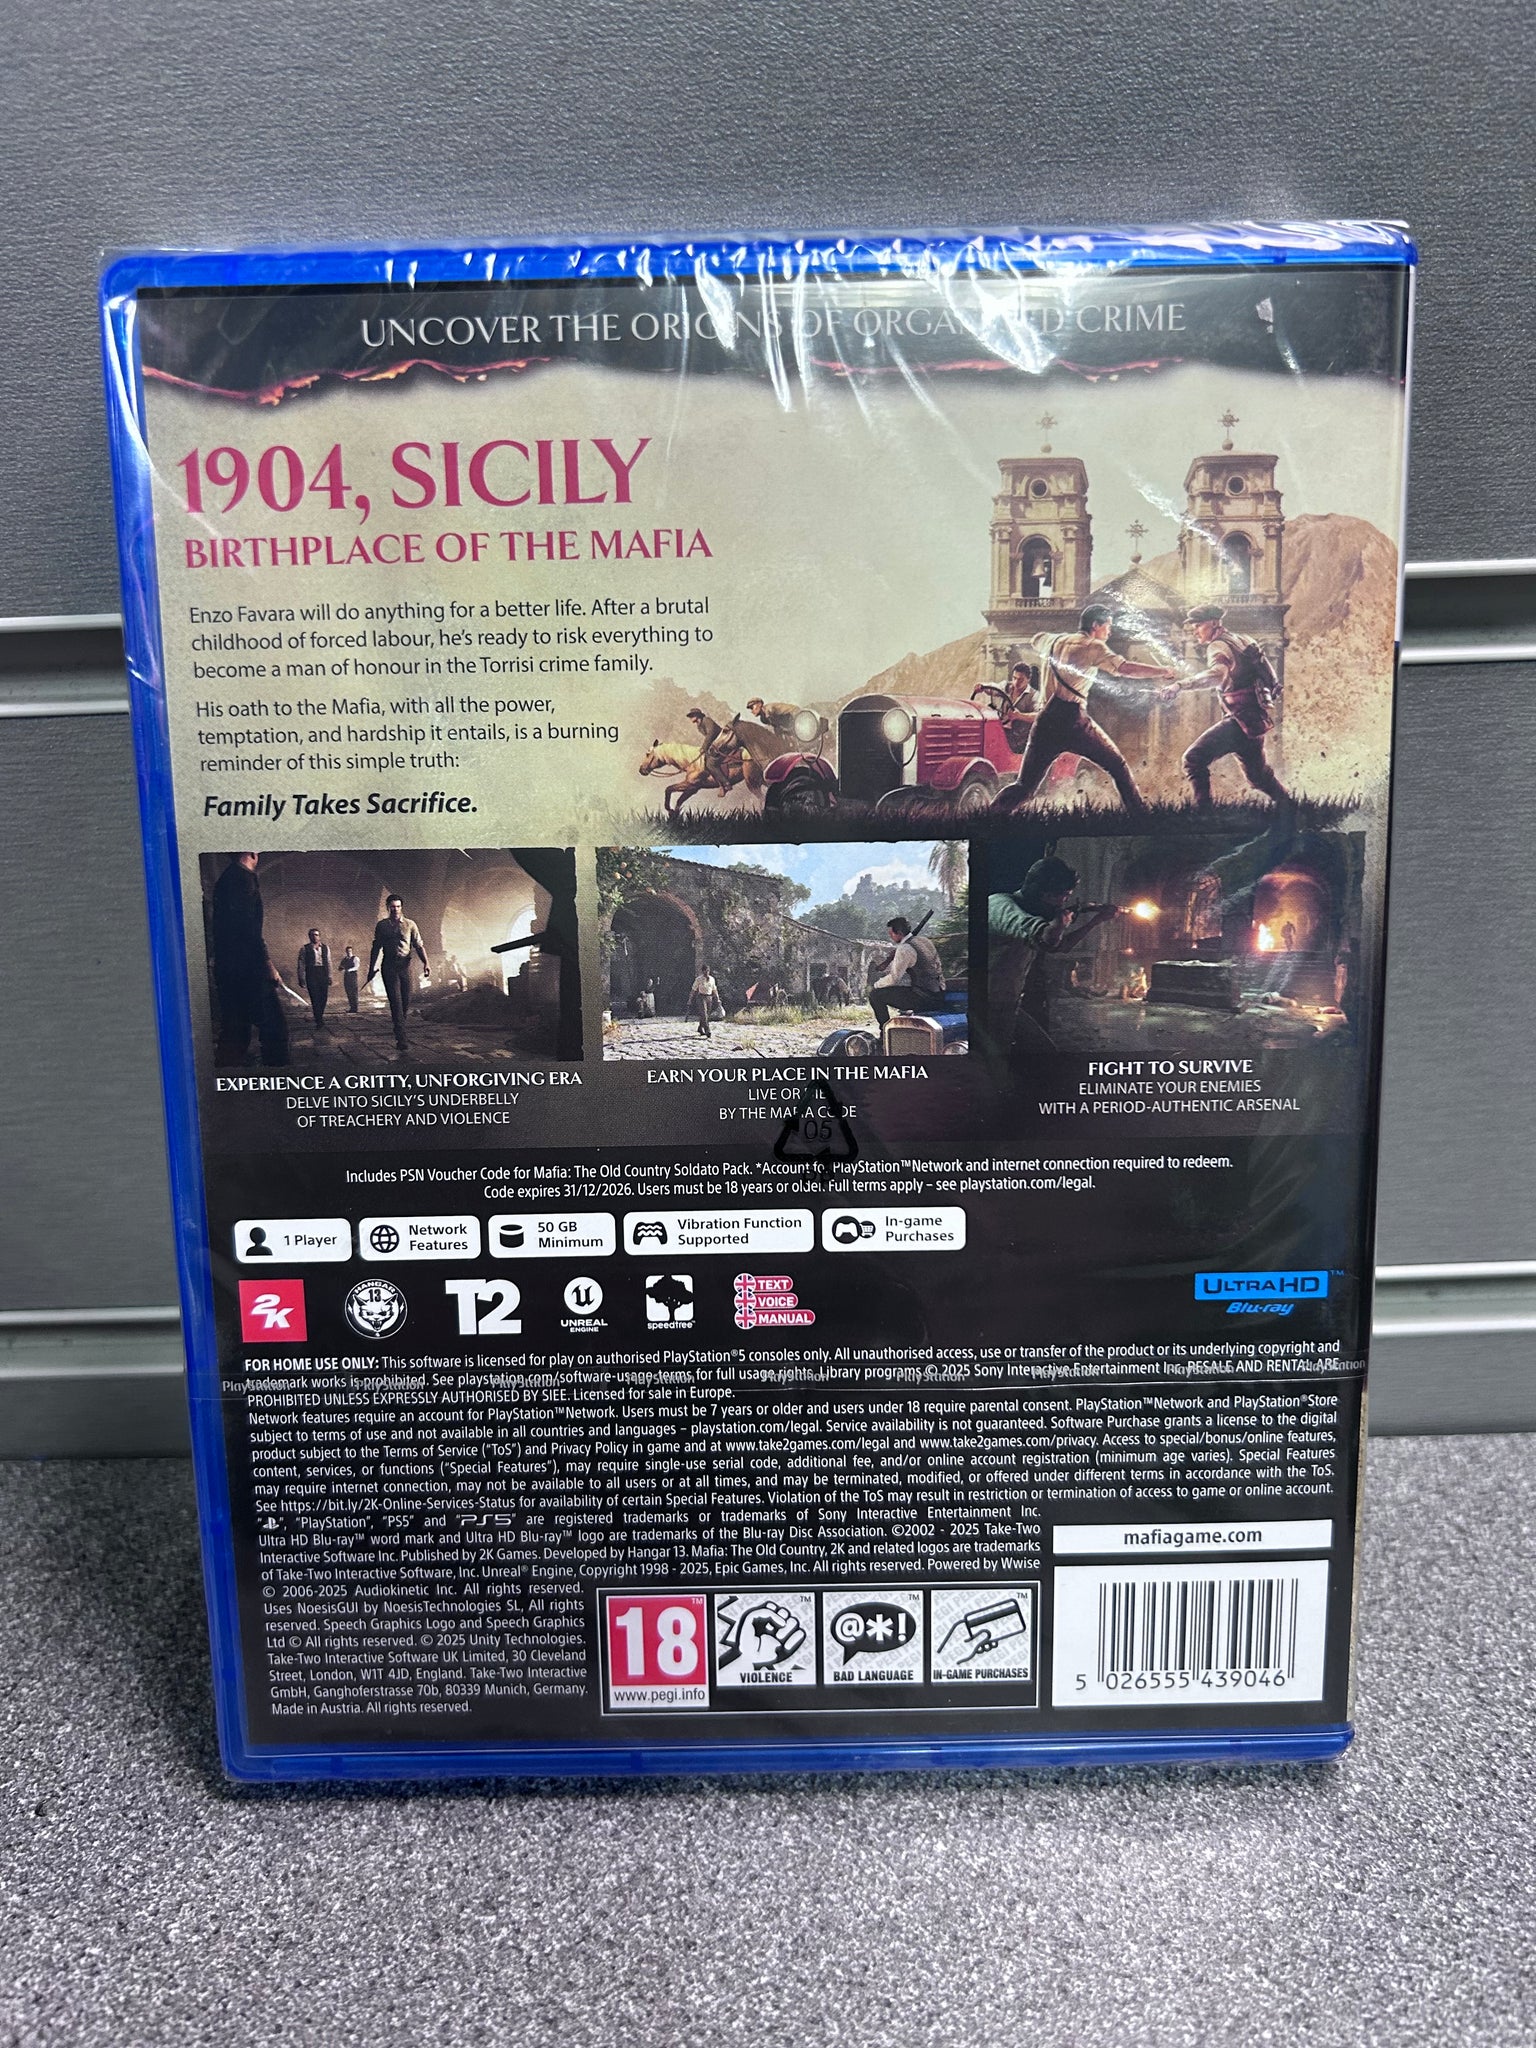 UNCOVER THE ORIGINS OF ORGANISED CRIME
1904, SICILY
BIRTHPLACE OF THE MAFIA
Enzo Favara will do anything for a better life. After a brutal
childhood of forced labour, he's ready to risk everything to
become a man of honour in the Torrisi crime family.
His oath to the Mafia, with all the power,
temptation, and hardship it entails, is a burning
reminder of this simple truth:
Family Takes Sacrifice.
EXPERIENCE A GRITTY, UNFORGIVING ERA
DELVE INTO SICILY'S UNDERBELLY
OF TREACHERY AND VIOLENCE
EARN YOUR PLACE IN THE MAFIA
LIVE OR DIE
BY THE MAFIA CODE
FIGHT TO SURVIVE
ELIMINATE YOUR ENEMIES
WITH A PERIOD-AUTHENTIC ARSENAL
05
Includes PSN Voucher Code for Mafia: The Old Country Soldato Pack. *Account for PlayStation™Network and internet connection required to redeem.
Code expires 31/12/2026. Users must be 18 years or older. Full terms apply – see playstation.com/legal.
1 Player
Network
Features
50 GB
Minimum
Vibration Function
Supported
In-game
Purchases
2K
HANGAR
13
T2
UNREAL
ENGINE
speedtree™
TEXT
VOICE
MANUAL
ULTRA HD™
Blu-ray
FOR HOME USE ONLY: This software is licensed for play on authorised PlayStation®5 consoles only. All unauthorised access, use or transfer of the product or its underlying copyright and
trademark works is prohibited. See playstation.com/software-usage-terms for full usage rights. Library programs © 2025 Sony Interactive Entertainment Inc. RESALE AND RENTAL ARE
PlayStation PlayStation PlayStation PlayStation PlayStation PlayStation PlayStation PlayStation PlayStation
PROHIBITED UNLESS EXPRESSLY AUTHORISED BY SIEE. Licensed for sale in Europe.
Network features require an account for PlayStation™Network. Users must be 7 years or older and users under 18 require parental consent. PlayStation™Network and PlayStation®Store
subject to terms of use and not available in all countries and languages – playstation.com/legal. Service availability is not guaranteed. Software Purchase grants a license to the digital
product subject to the Terms of Service ("ToS") and Privacy Policy in game and at www.take2games.com/legal and www.take2games.com/privacy. Access to special/bonus/online features,
content, services, or functions ("Special Features"), may require single-use serial code, additional fee, and/or online account registration (minimum age varies). Special Features
may require internet connection, may not be available to all users or at all times, and may be terminated, modified, or offered under different terms in accordance with the ToS.
See https://bit.ly/2K-Online-Services-Status for availability of certain Special Features. Violation of the ToS may result in restriction or termination of access to game or online account.
"", "PlayStation", "PS5" and "PS5" are registered trademarks or trademarks of Sony Interactive Entertainment Inc.
Ultra HD Blu-ray™ word mark and Ultra HD Blu-ray™ logo are trademarks of the Blu-ray Disc Association. ©2002 - 2025 Take-Two
Interactive Software Inc. Published by 2K Games. Developed by Hangar 13. Mafia: The Old Country, 2K and related logos are trademarks
of Take-Two Interactive Software, Inc. Unreal® Engine, Copyright 1998 - 2025, Epic Games, Inc. All rights reserved. Powered by Wwise
© 2006-2025 Audiokinetic Inc. All rights reserved.
Uses NoesisGUI by NoesisTechnologies SL, All rights
reserved. Speech Graphics Logo and Speech Graphics
Ltd © All rights reserved. © 2025 Unity Technologies.
Take-Two Interactive Software UK Limited, 30 Cleveland
Street, London, W1T 4JD, England. Take-Two Interactive
GmbH, Ganghoferstrasse 70b, 80339 Munich, Germany.
Made in Austria. All rights reserved.
18™
www.pegi.info
™
VIOLENCE
™
@*!
BAD LANGUAGE
™
IN-GAME PURCHASES
mafiagame.com
5 026555 439046